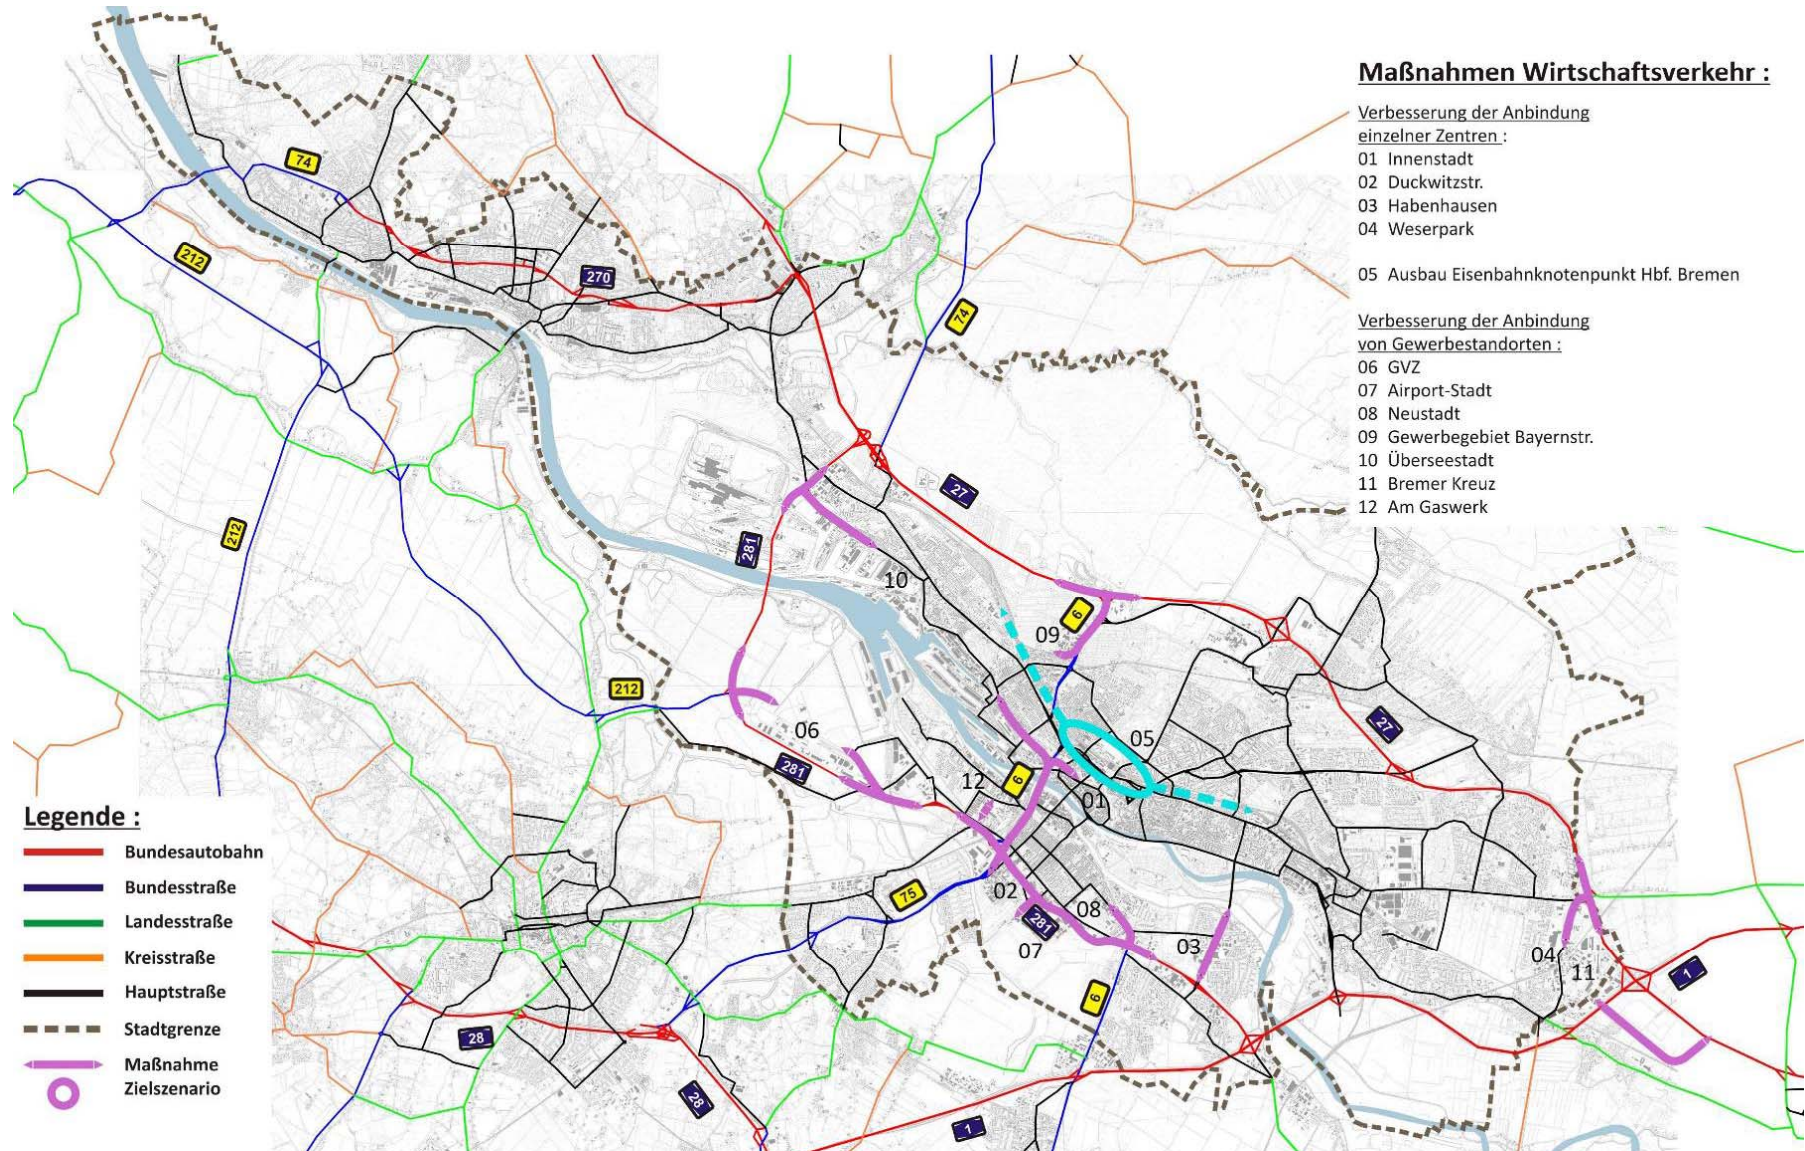 Maßnahmen Wirtschaftsverkehr :
Verbesserung der Anbindung
einzelner Zentren :
01 Innenstadt
02 Duckwitzstr.
03 Habenhausen
04 Weserpark
05 Ausbau Eisenbahnknotenpunkt Hbf. Bremen
Verbesserung der Anbindung
von Gewerbestandorten :
06 GVZ
07 Airport-Stadt
08 Neustadt
09 Gewerbegebiet Bayernstr.
10 Überseestadt
11 Bremer Kreuz
12 Am Gaswerk
74
212
270
74
27
212
281
10
6
09
212
06
05
27
281
12
6
01
75
02
08
281
07
03
04
11
1
6
28
28
1
Legende :
Bundesautobahn
Bundesstraße
Landesstraße
Kreisstraße
Hauptstraße
Stadtgrenze
Maßnahme
Zielszenario